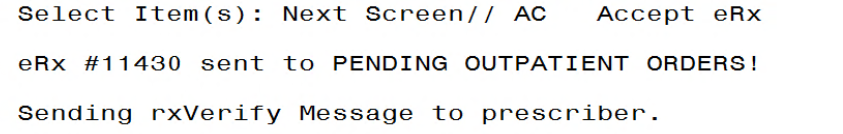 Select Item(s): Next Screen// AC   Accept eRx
eRx #11430 sent to PENDING OUTPATIENT ORDERS!
Sending rxVerify Message to prescriber.